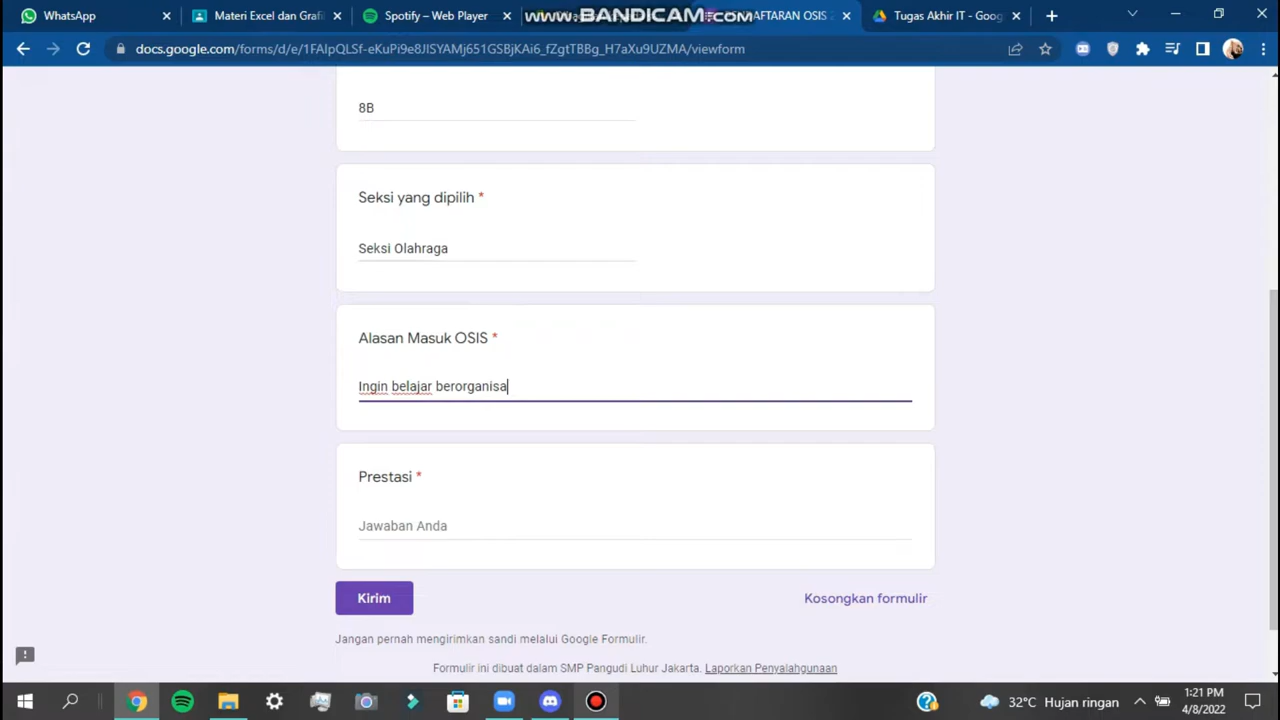 WhatsApp
Materi Excel dan Grafi
Spotify – Web Player
WWW.BANDICAM.COM
DAFTARAN OSIS 2
Tugas Akhir IT - Goog
docs.google.com/forms/d/e/1FAIpQLSf-eKuPi9e8JISYAMj651GSBjKAi6_fZgtTBBg_H7aXu9UZMA/viewform
8B
Seksi yang dipilih *
Seksi Olahraga
Alasan Masuk OSIS *
Ingin belajar berorganisa
Prestasi *
Jawaban Anda
Kirim
Kosongkan formulir
Jangan pernah mengirimkan sandi melalui Google Formulir.
Formulir ini dibuat dalam SMP Pangudi Luhur Jakarta. Laporkan Penyalahgunaan
32°C Hujan ringan
1:21 PM
4/8/2022